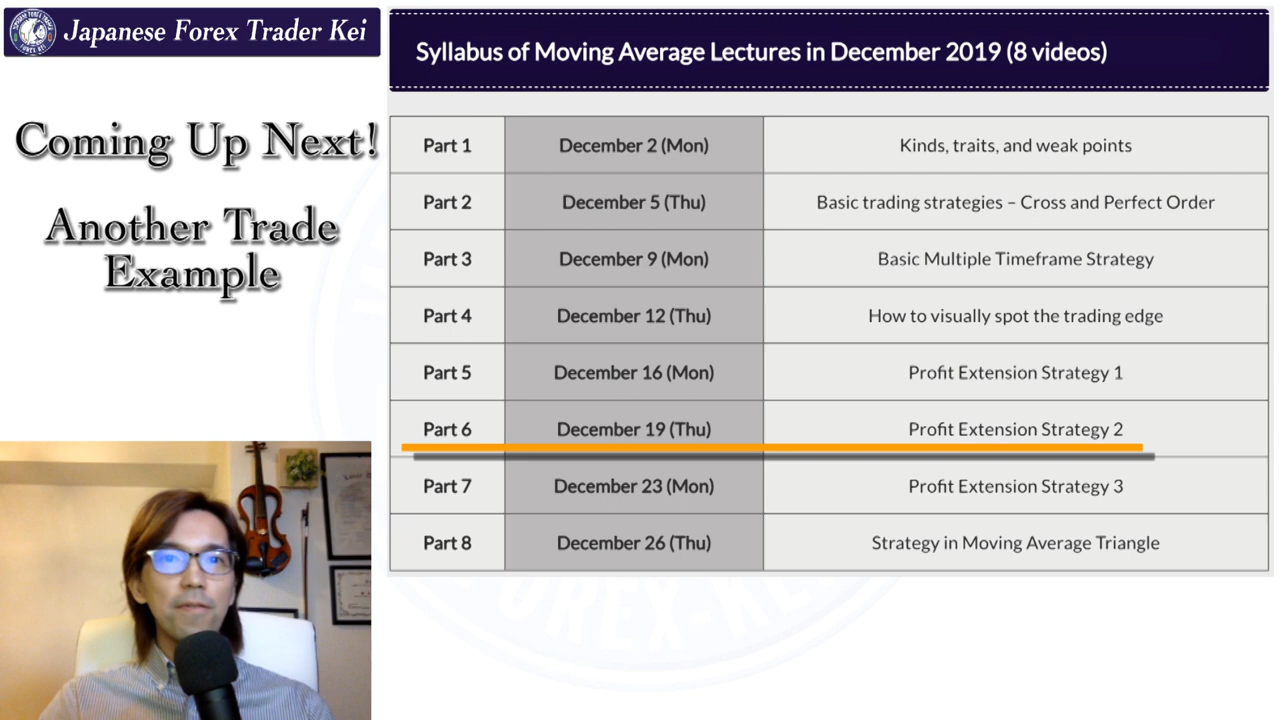 Japanese Forex Trader Kei
Coming Up Next!
Another Trade
Example
Syllabus of Moving Average Lectures in December 2019 (8 videos)
Part 1 December 2 (Mon) Kinds, traits, and weak points
Part 2 December 5 (Thu) Basic trading strategies – Cross and Perfect Order
Part 3 December 9 (Mon) Basic Multiple Timeframe Strategy
Part 4 December 12 (Thu) How to visually spot the trading edge
Part 5 December 16 (Mon) Profit Extension Strategy 1
Part 6 December 19 (Thu) Profit Extension Strategy 2
Part 7 December 23 (Mon) Profit Extension Strategy 3
Part 8 December 26 (Thu) Strategy in Moving Average Triangle
FOREX-KEI